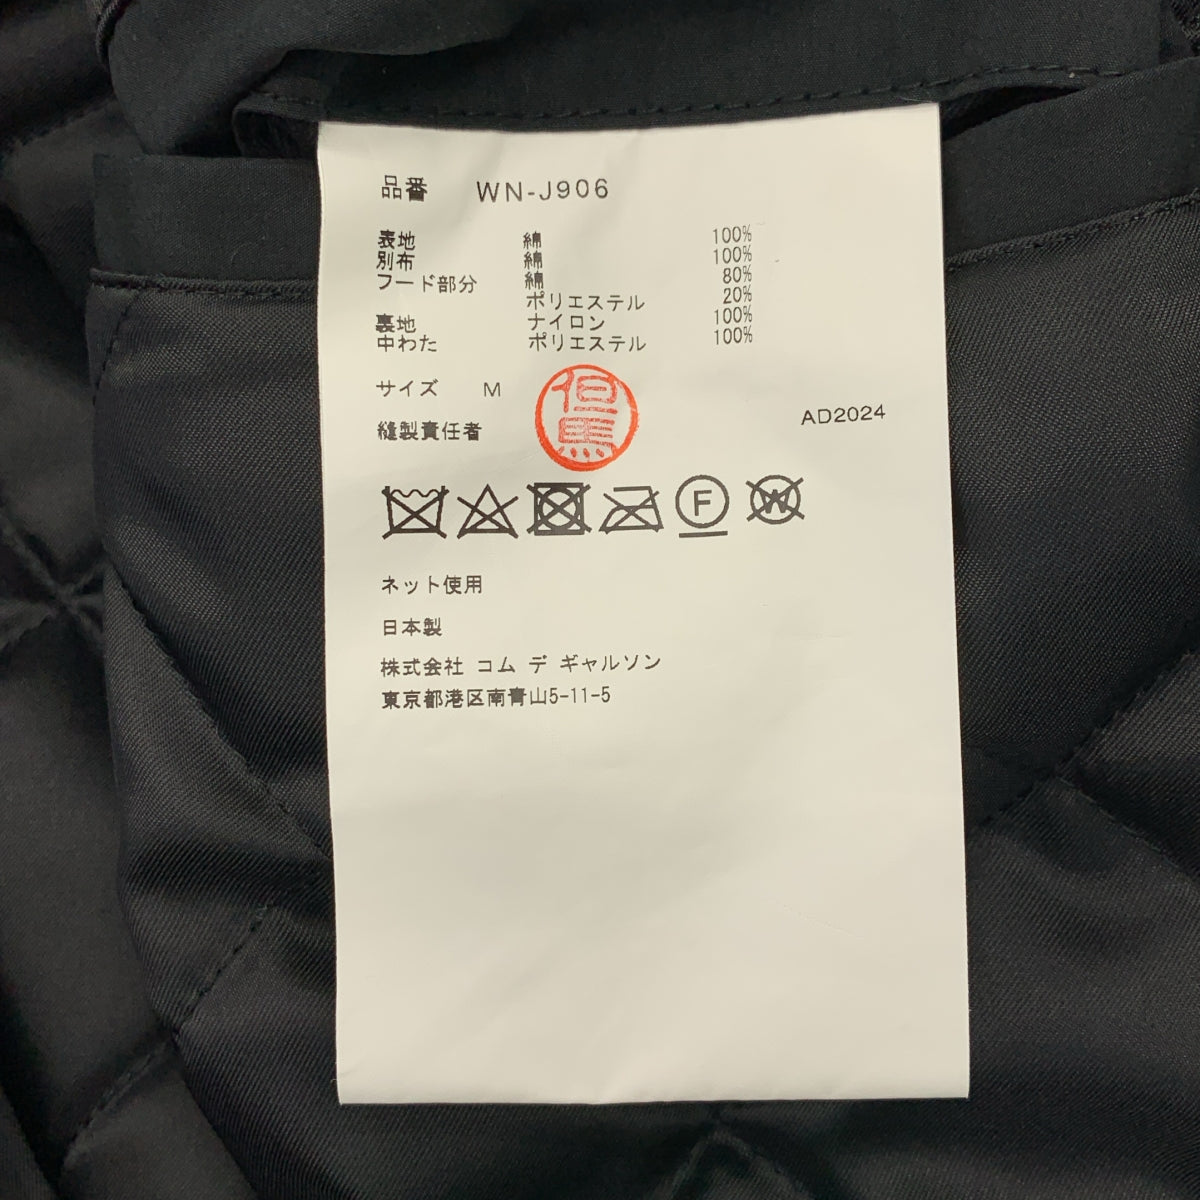 品番 WN-J906
表地 綿 100%
別布 綿 100%
フード部分 綿 80%
ポリエステル 20%
裏地 ナイロン 100%
中わた ポリエステル 100%
サイズ M
但馬
AD2024
縫製責任者
F W
ネット使用
日本製
株式会社 コム デ ギャルソン
東京都港区南青山5-11-5